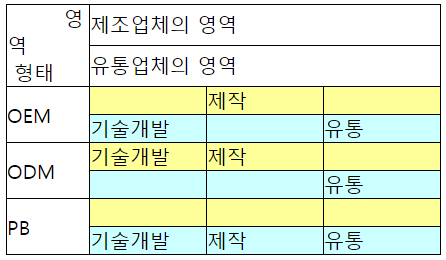 영 제조업체의 영역
역
형태 유통업체의 영역
OEM
제작
기술개발 유통
ODM
기술개발 제작
유통
PB
기술개발 제작 유통